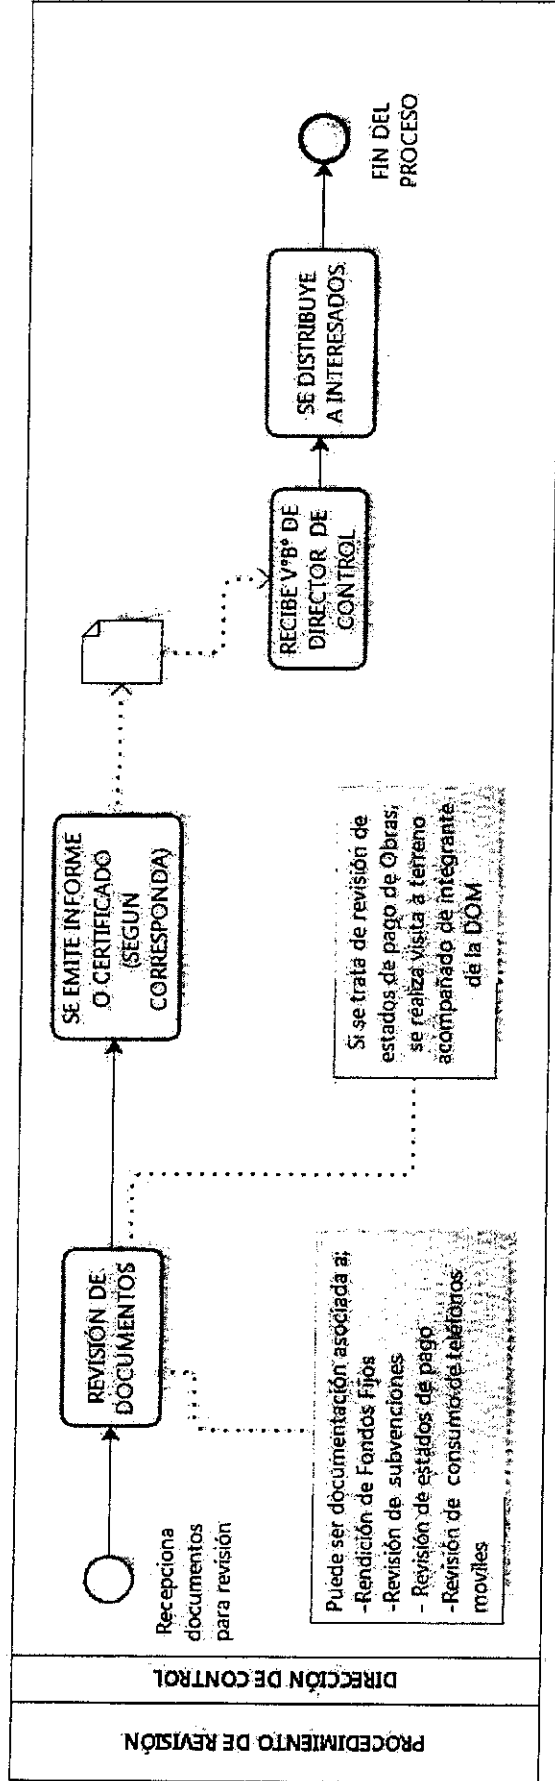 PROCEDIMIENTO DE REVISIÓN
DIRECCIÓN DE CONTROL
Recepciona
documentos
para revisión
REVISIÓN DE
DOCUMENTOS
Puede ser documentación asociada a;
-Rendición de Fondos Fijos
-Revisión de subvenciones
- Revisión de estados de pago
-Revisión de consumo de teléfonos
moviles
SE EMITE INFORME
O CERTIFICADO
(SEGUN
CORRESPONDA)
Si se trata de revisión de
estados de pago de Obras,
se realiza visita a terreno
acompañado de integrante
de la DOM
RECIBE V°B° DE
DIRECTOR DE
CONTROL
SE DISTRIBUYE
A INTERESADOS.
FIN DEL
PROCESO